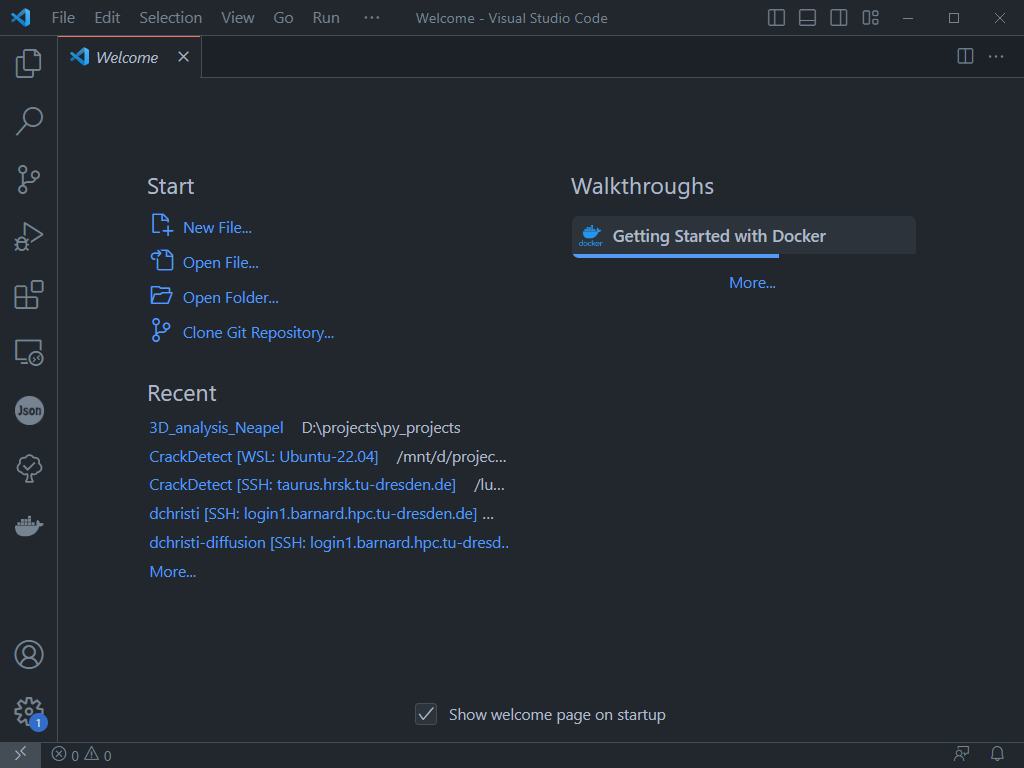 File Edit Selection View Go Run ··· Welcome - Visual Studio Code
Welcome
Start
New File...
Open File...
Open Folder...
Clone Git Repository...
Walkthroughs
docker Getting Started with Docker
More...
Recent
3D_analysis_Neapel D:\projects\py_projects
CrackDetect [WSL: Ubuntu-22.04] /mnt/d/projec...
CrackDetect [SSH: taurus.hrsk.tu-dresden.de] /lu...
dchristi [SSH: login1.barnard.hpc.tu-dresden.de] ...
dchristi-diffusion [SSH: login1.barnard.hpc.tu-dresd..
More...
Json
Show welcome page on startup
1
0 0